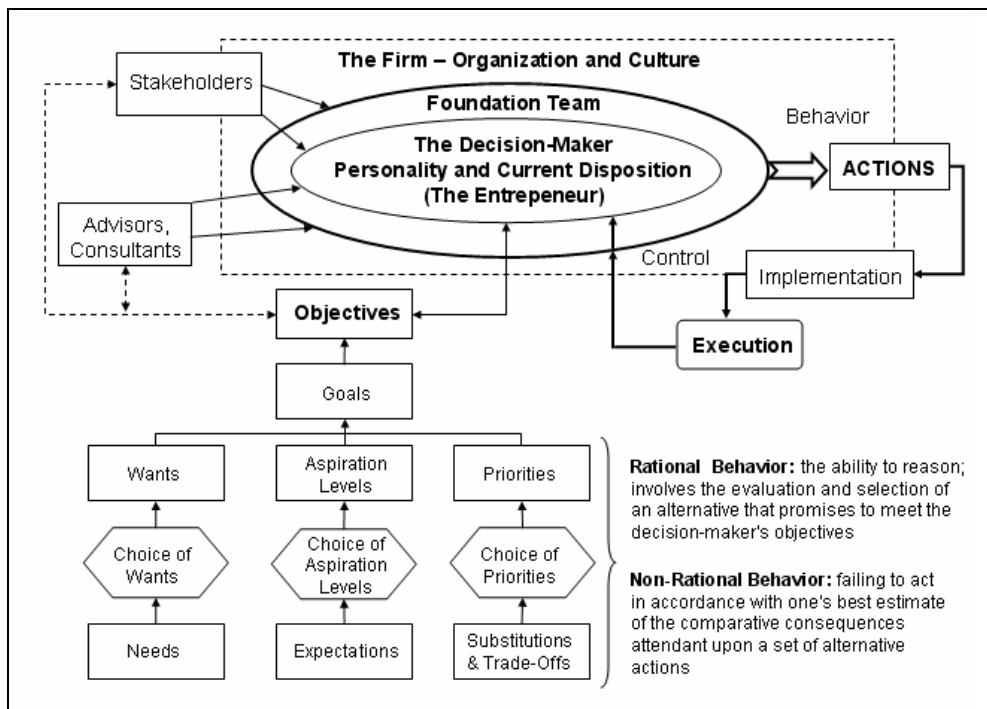 The Firm – Organization and Culture
Stakeholders
Foundation Team
Behavior
The Decision-Maker
Personality and Current Disposition
(The Entrepeneur)
ACTIONS
Advisors,
Consultants
Control
Implementation
Objectives
Execution
Goals
Wants
Aspiration
Levels
Priorities
Rational Behavior: the ability to reason;
involves the evaluation and selection of
an alternative that promises to meet the
decision-maker's objectives
Choice of
Wants
Choice of
Aspiration
Levels
Choice of
Priorities
Non-Rational Behavior: failing to act
in accordance with one's best estimate
of the comparative consequences
attendant upon a set of alternative
actions
Needs
Expectations
Substitutions
& Trade-Offs